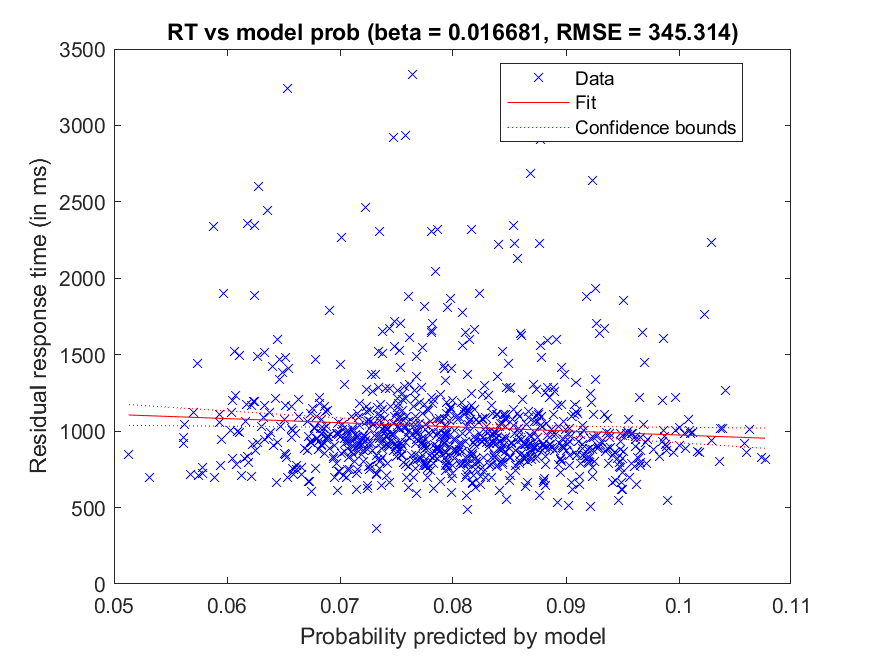 RT vs model prob (beta = 0.016681, RMSE = 345.314)
3500
3000
2500
2000
1500
1000
500
0
Residual response time (in ms)
Data
Fit
Confidence bounds
0.05 0.06 0.07 0.08 0.09 0.1 0.11
Probability predicted by model